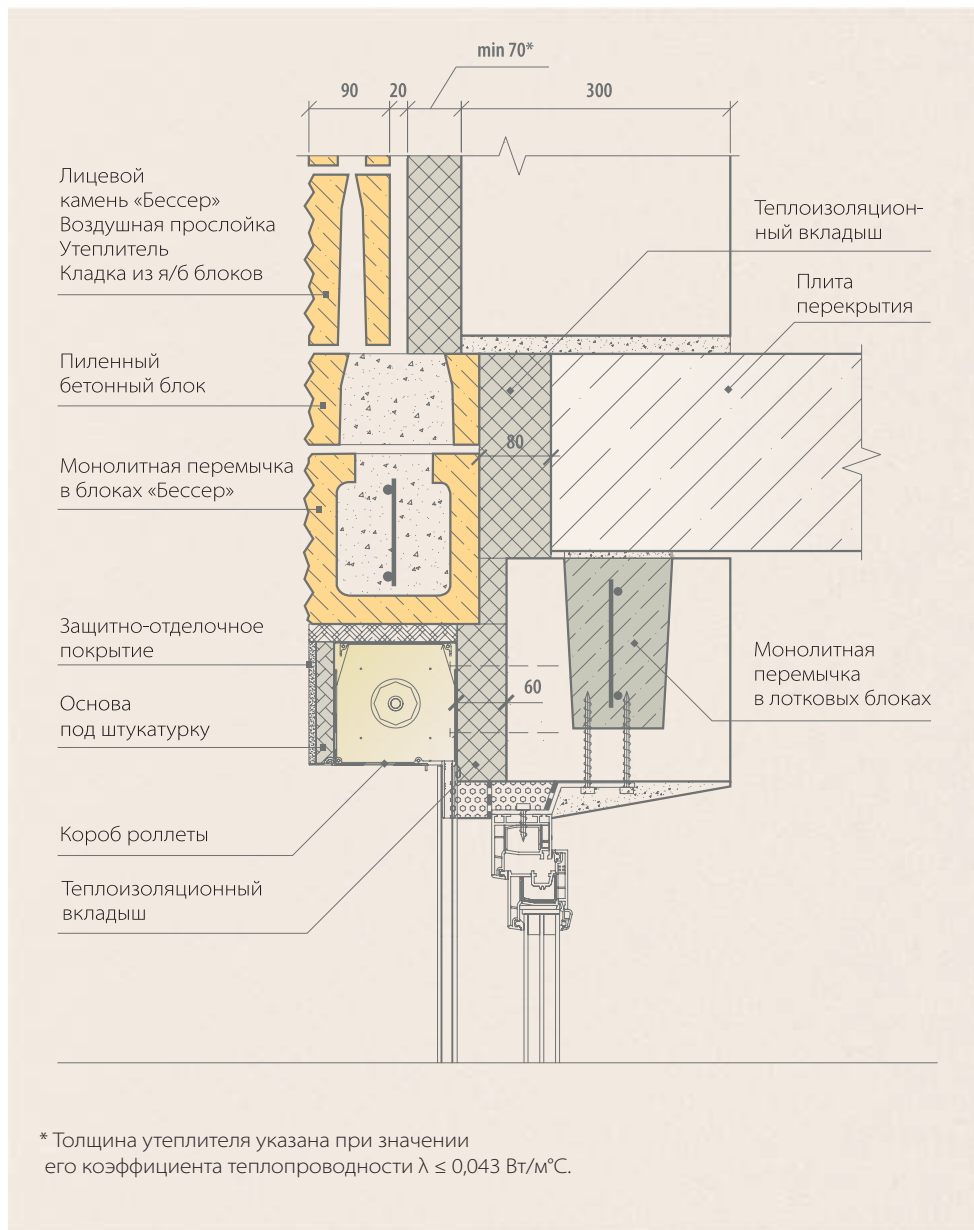 min 70*
90
20
300
Лицевой
камень «Бессер»
Воздушная прослойка
Утеплитель
Кладка из я/б блоков
Теплоизоляцион-
ный вкладыш
Плита
перекрытия
Пиленный
бетонный блок
80
Монолитная перемычка
в блоках «Бессер»
Защитно-отделочное
покрытие
Монолитная
перемычка
в лотковых блоках
60
Основа
под штукатурку
Короб роллеты
Теплоизоляционный
вкладыш
* Толщина утеплителя указана при значении
его коэффициента теплопроводности λ ≤ 0,043 Вт/м°С.